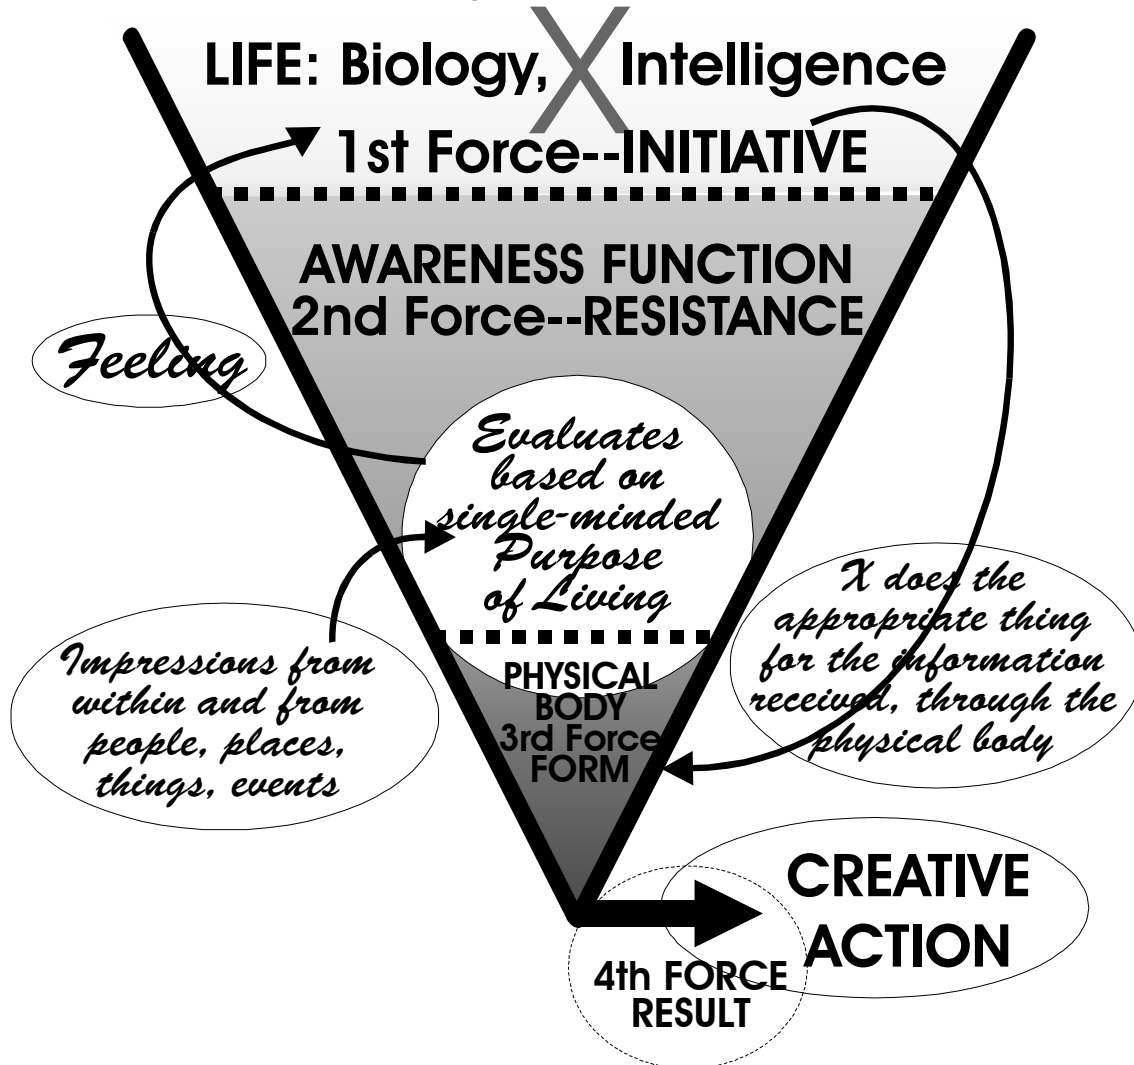 LIFE: Biology, X Intelligence
1st Force--INITIATIVE
AWARENESS FUNCTION
2nd Force--RESISTANCE
Feeling
Evaluates
based on
single-minded
Purpose
of Living
Impressions from
within and from
people, places,
things, events
X does the
appropriate thing
for the information
received, through the
physical body
PHYSICAL
BODY
3rd Force
FORM
CREATIVE
ACTION
4th FORCE
RESULT